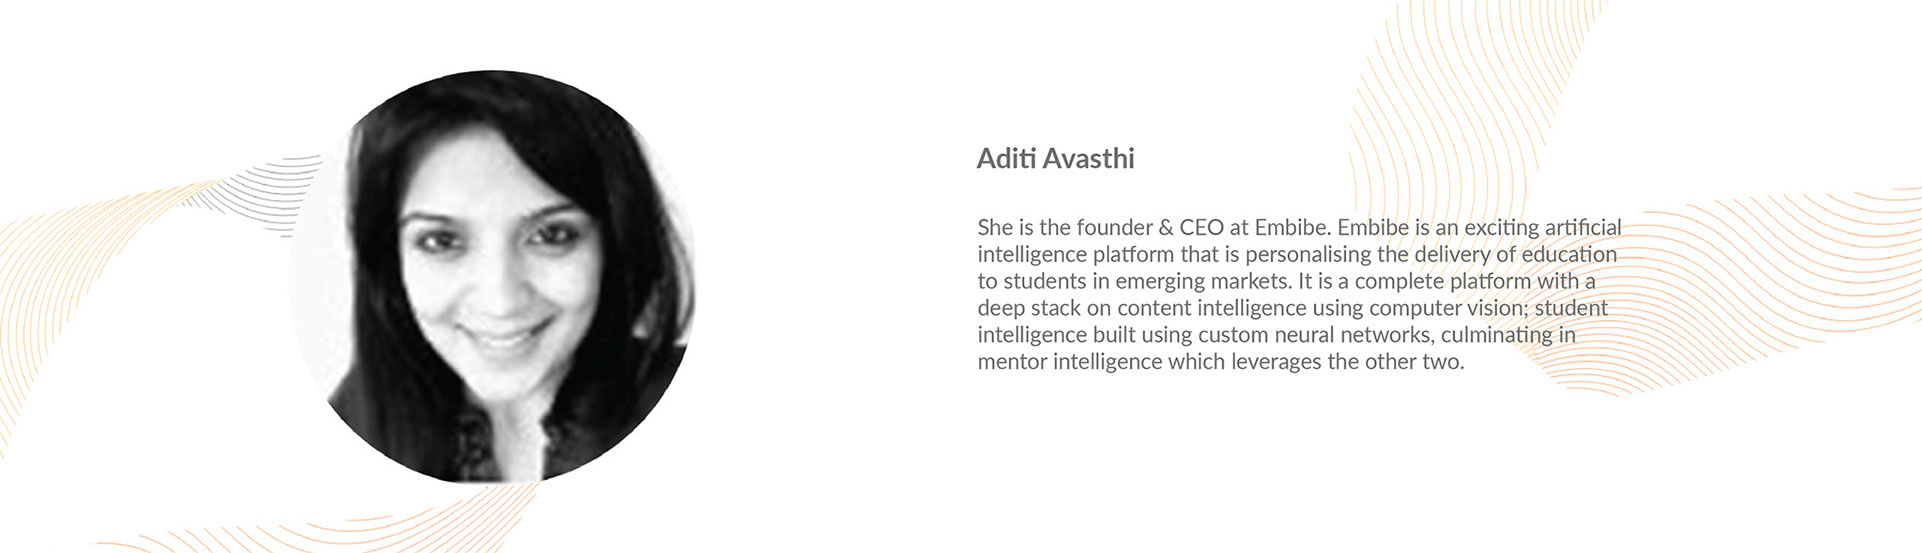 Aditi Avasthi
She is the founder & CEO at Embibe. Embibe is an exciting artificial
intelligence platform that is personalising the delivery of education
to students in emerging markets. It is a complete platform with a
deep stack on content intelligence using computer vision; student
intelligence built using custom neural networks, culminating in
mentor intelligence which leverages the other two.